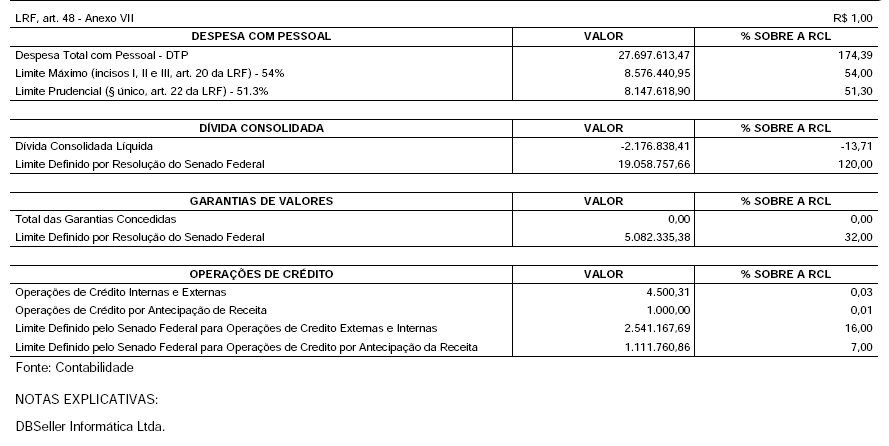 LRF, art. 48 - Anexo VII R$ 1,00
DESPESA COM PESSOAL VALOR % SOBRE A RCL
Despesa Total com Pessoal - DTP 27.697.613,47 174,39
Limite Máximo (incisos I, II e III, art. 20 da LRF) - 54% 8.576.440,95 54,00
Limite Prudencial (§ único, art. 22 da LRF) - 51.3% 8.147.618,90 51,30
DÍVIDA CONSOLIDADA VALOR % SOBRE A RCL
Dívida Consolidada Líquida -2.176.838,41 -13,71
Limite Definido por Resolução do Senado Federal 19.058.757,66 120,00
GARANTIAS DE VALORES VALOR % SOBRE A RCL
Total das Garantias Concedidas 0,00 0,00
Limite Definido por Resolução do Senado Federal 5.082.335,38 32,00
OPERAÇÕES DE CRÉDITO VALOR % SOBRE A RCL
Operações de Crédito Internas e Externas 4.500,31 0,03
Operações de Crédito por Antecipação de Receita 1.000,00 0,01
Limite Definido pelo Senado Federal para Operações de Credito Externas e Internas 2.541.167,69 16,00
Limite Definido pelo Senado Federal para Operações de Credito por Antecipação da Receita 1.111.760,86 7,00
Fonte: Contabilidade
NOTAS EXPLICATIVAS:
DBSeller Informática Ltda.